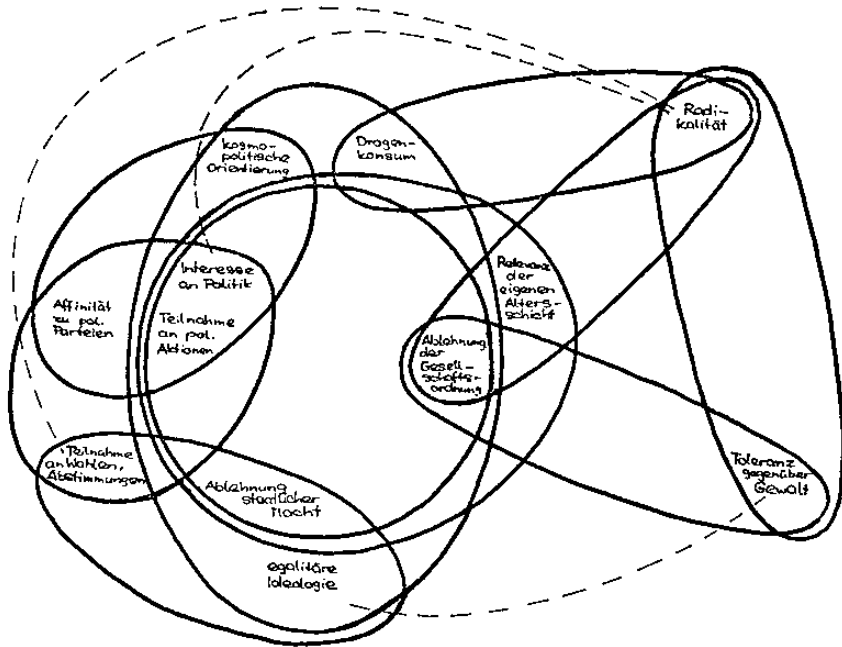 Radi-
kalität
kosmo-
politische
Orientierung
Drogen-
konsum
Interesse
an Politik
Relevanz
der
eigenen
Alters-
schicht
Affinität
zu pol.
Parteien
Teilnahme
an pol.
Aktionen
Ablehnung
der
Gesell-
schafts-
ordnung
Teilnahme
an Wahlen,
Abstimmungen
Ablehnung
staatlicher
Macht
Toleranz
gegenüber
Gewalt
egalitäre
Ideologie